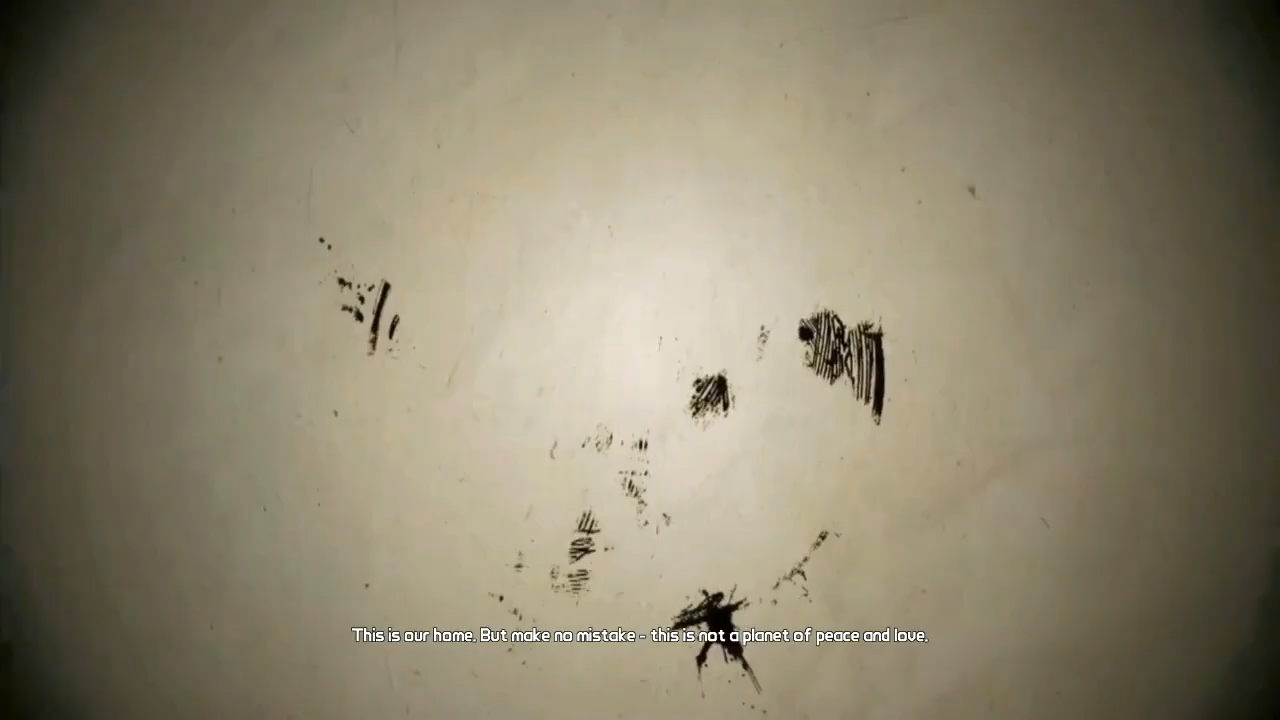 This is our home. But make no mistake - this is not a planet of peace and love.